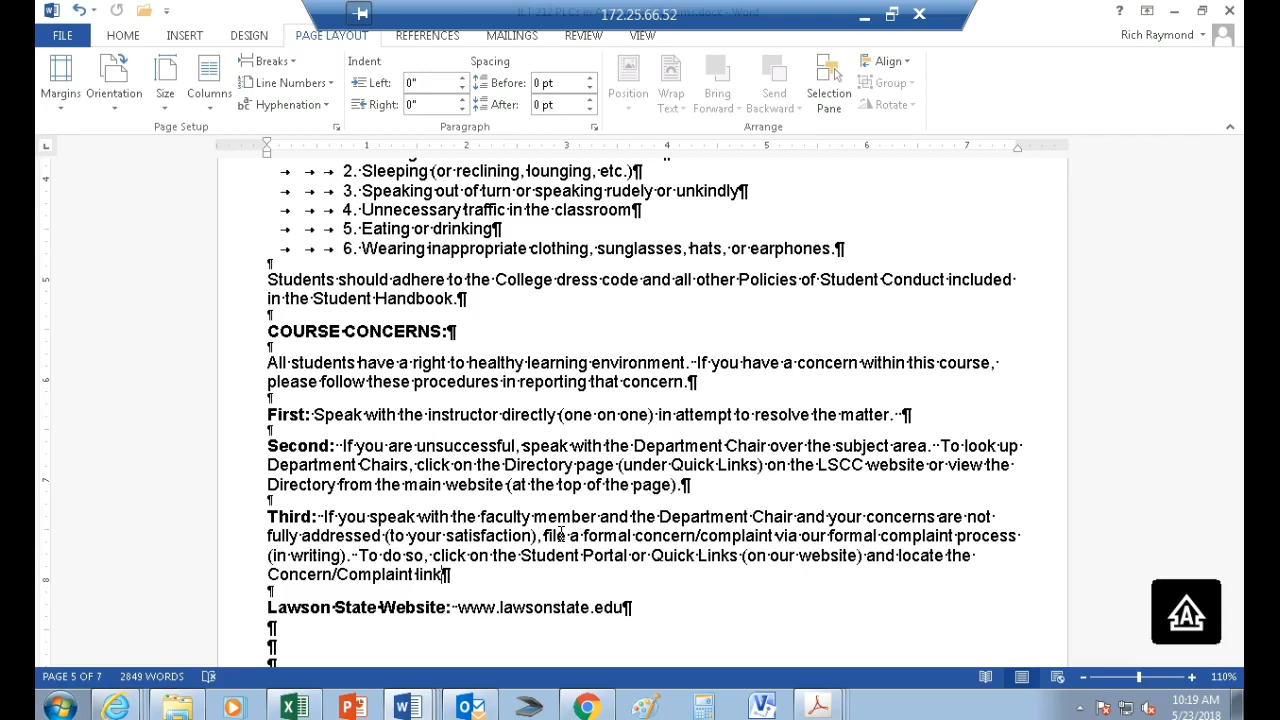 172.25.66.52
Rich Raymond
FILE HOME INSERT DESIGN PAGE LAYOUT REFERENCES MAILINGS REVIEW VIEW
Margins Orientation Size Columns
Breaks
Line Numbers
Hyphenation
Page Setup
Indent
Left: 0"
Right: 0"
Spacing
Before: 0 pt
After: 0 pt
Paragraph
Position Wrap Text Bring Forward Send Backward Selection Pane
Align
Group
Rotate
Arrange
1 2 3 4 5 6 7
2. Sleeping (or reclining, lounging, etc.)¶
3. Speaking out of turn or speaking rudely or unkindly¶
4. Unnecessary traffic in the classroom¶
5. Eating or drinking¶
6. Wearing inappropriate clothing, sunglasses, hats, or earphones.¶
¶
Students should adhere to the College dress code and all other Policies of Student Conduct included
in the Student Handbook.¶
¶
COURSE CONCERNS:¶
¶
All students have a right to healthy learning environment. If you have a concern within this course,
please follow these procedures in reporting that concern.¶
¶
First: Speak with the instructor directly (one on one) in attempt to resolve the matter. ¶
¶
Second: If you are unsuccessful, speak with the Department Chair over the subject area. To look up
Department Chairs, click on the Directory page (under Quick Links) on the LSCC website or view the
Directory from the main website (at the top of the page).¶
¶
Third: If you speak with the faculty member and the Department Chair and your concerns are not
fully addressed (to your satisfaction), file a formal concern/complaint via our formal complaint process
(in writing). To do so, click on the Student Portal or Quick Links (on our website) and locate the
Concern/Complaint link¶
¶
Lawson State Website: www.lawsonstate.edu¶
¶
¶
¶
PAGE 5 OF 7 2849 WORDS 110%
10:19 AM
5/23/2018